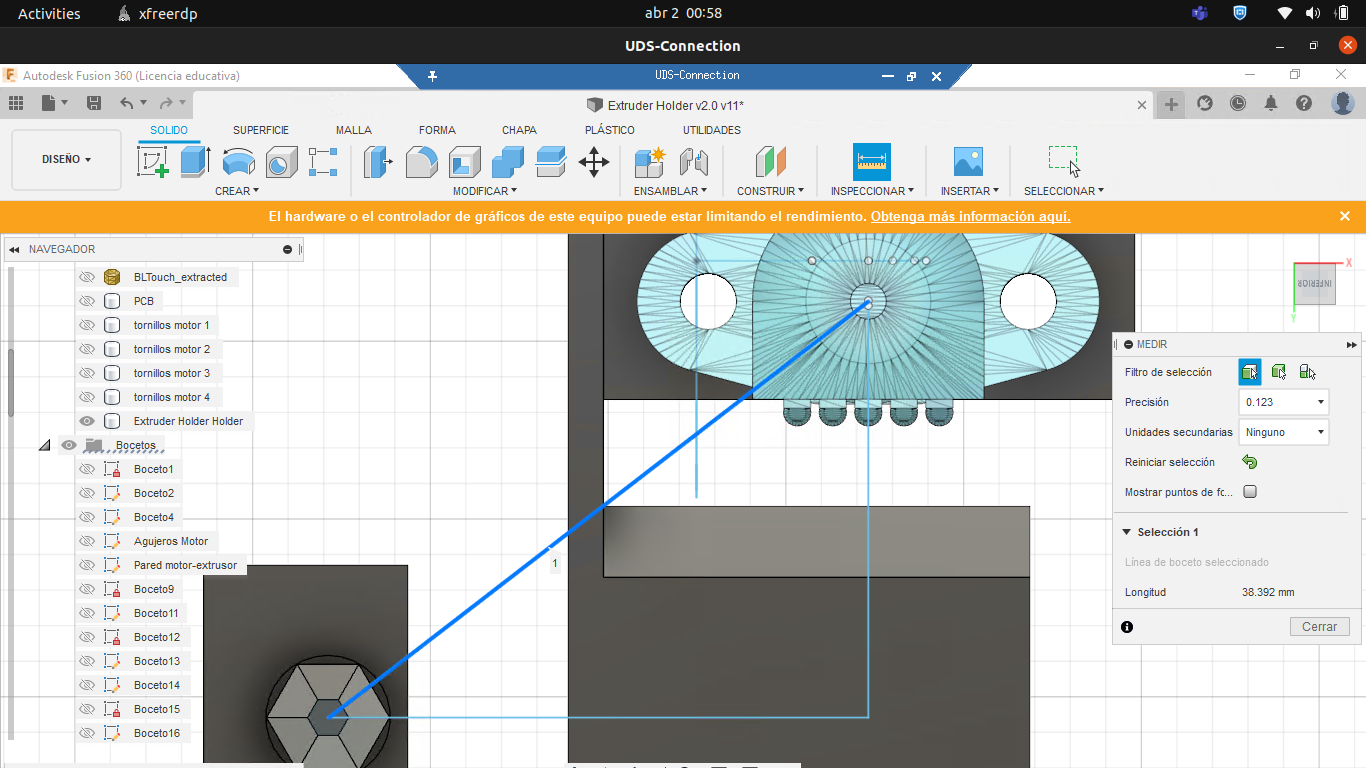 Activities
xfreerdp
abr 2 00:58
UDS-Connection
Autodesk Fusion 360 (Licencia educativa)
UDS-Connection
Extruder Holder v2.0 v11*
SOLIDO
SUPERFICIE
MALLA
FORMA
CHAPA
PLÁSTICO
UTILIDADES
DISEÑO
CREAR
MODIFICAR
ENSAMBLAR
CONSTRUIR
INSPECCIONAR
INSERTAR
SELECCIONAR
El hardware o el controlador de gráficos de este equipo puede estar limitando el rendimiento. Obtenga más información aquí.
NAVEGADOR
BLTouch_extracted
PCB
tornillos motor 1
tornillos motor 2
tornillos motor 3
tornillos motor 4
Extruder Holder Holder
Bocetos
Boceto1
Boceto2
Boceto4
Agujeros Motor
Pared motor-extrusor
Boceto9
Boceto11
Boceto12
Boceto13
Boceto14
Boceto15
Boceto16
1
X
INFERIOR
Y
MEDIR
Filtro de selección
Precisión 0.123
Unidades secundarias Ninguno
Reiniciar selección
Mostrar puntos de fo...
Selección 1
Línea de boceto seleccionado
Longitud 38.392 mm
Cerrar